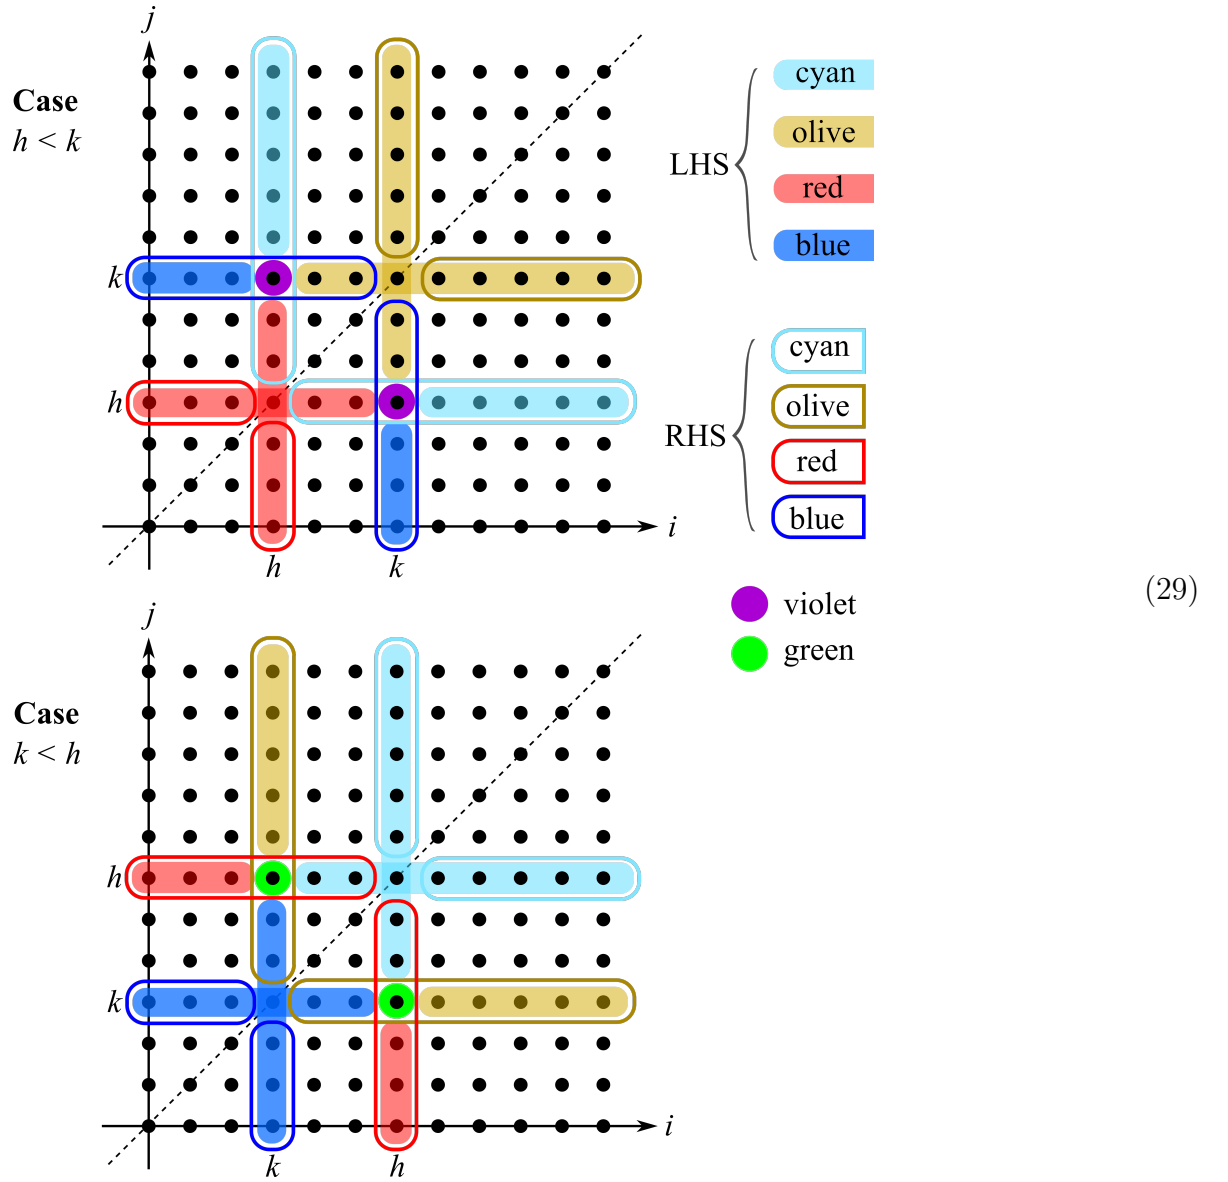 j
Case
h < k
k
h
h
k
i
LHS
cyan
olive
red
blue
RHS
cyan
olive
red
blue
violet
green
(29)
j
Case
k < h
h
k
k
h
i